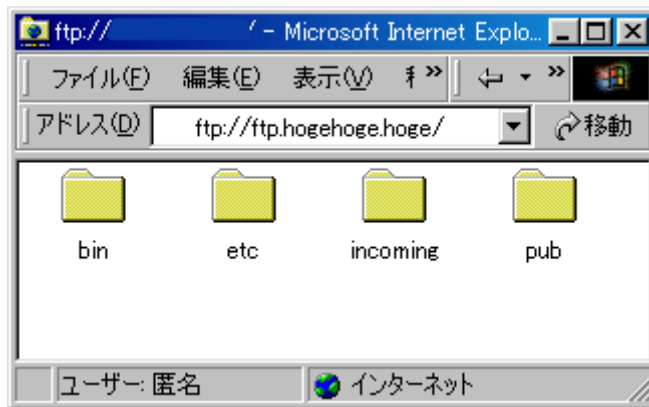 ftp:// - Microsoft Internet Explo...
ファイル(F) 編集(E) 表示(V) »  »
アドレス(D) ftp://ftp.hogehoge.hoge/ 移動
bin etc incoming pub
ユーザー: 匿名 インターネット